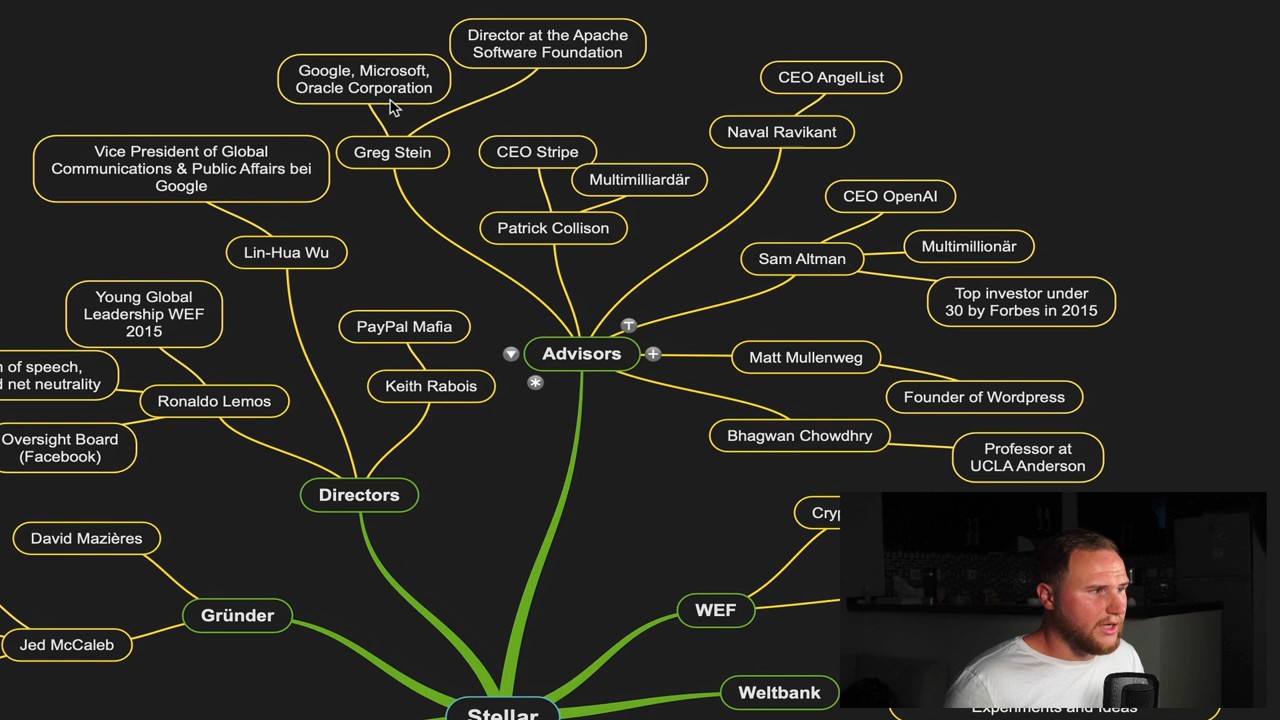 Director at the Apache
Software Foundation
Google, Microsoft,
Oracle Corporation
CEO AngelList
Naval Ravikant
Vice President of Global
Communications & Public Affairs bei
Google
Greg Stein
CEO Stripe
Multimilliardär
Patrick Collison
CEO OpenAI
Multimillionär
Sam Altman
Top investor under
30 by Forbes in 2015
Lin-Hua Wu
Young Global
Leadership WEF
2015
PayPal Mafia
Advisors
Matt Mullenweg
Founder of Wordpress
of speech,
net neutrality
Ronaldo Lemos
Keith Rabois
Oversight Board
(Facebook)
Bhagwan Chowdhry
Professor at
UCLA Anderson
Directors
David Mazières
Gründer
Jed McCaleb
WEF
Weltbank
Stellar